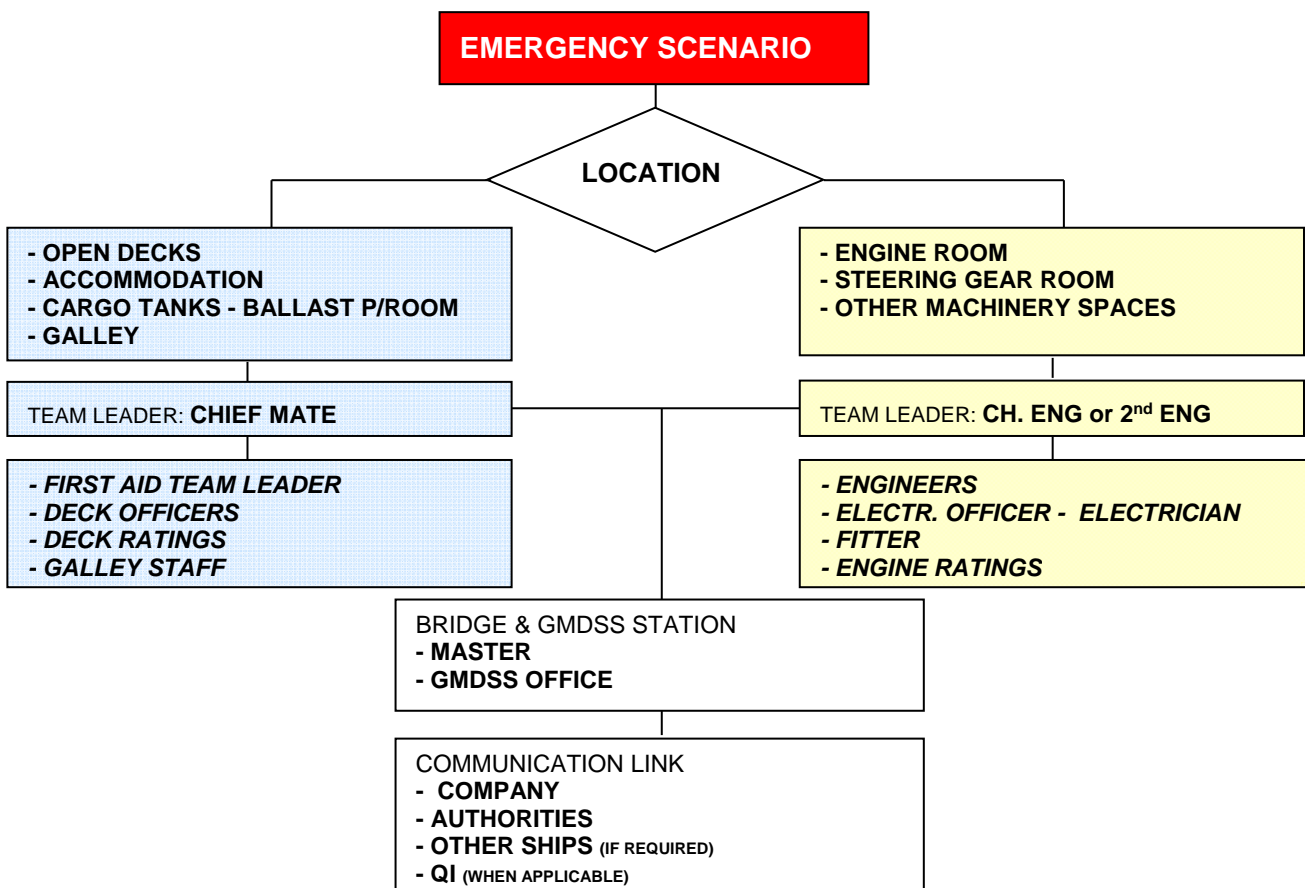 EMERGENCY SCENARIO
LOCATION
- OPEN DECKS
- ACCOMMODATION
- CARGO TANKS - BALLAST P/ROOM
- GALLEY
- ENGINE ROOM
- STEERING GEAR ROOM
- OTHER MACHINERY SPACES
TEAM LEADER: CHIEF MATE
TEAM LEADER: CH. ENG or 2nd ENG
- FIRST AID TEAM LEADER
- DECK OFFICERS
- DECK RATINGS
- GALLEY STAFF
- ENGINEERS
- ELECTR. OFFICER - ELECTRICIAN
- FITTER
- ENGINE RATINGS
BRIDGE & GMDSS STATION
- MASTER
- GMDSS OFFICE
COMMUNICATION LINK
- COMPANY
- AUTHORITIES
- OTHER SHIPS (IF REQUIRED)
- QI (WHEN APPLICABLE)